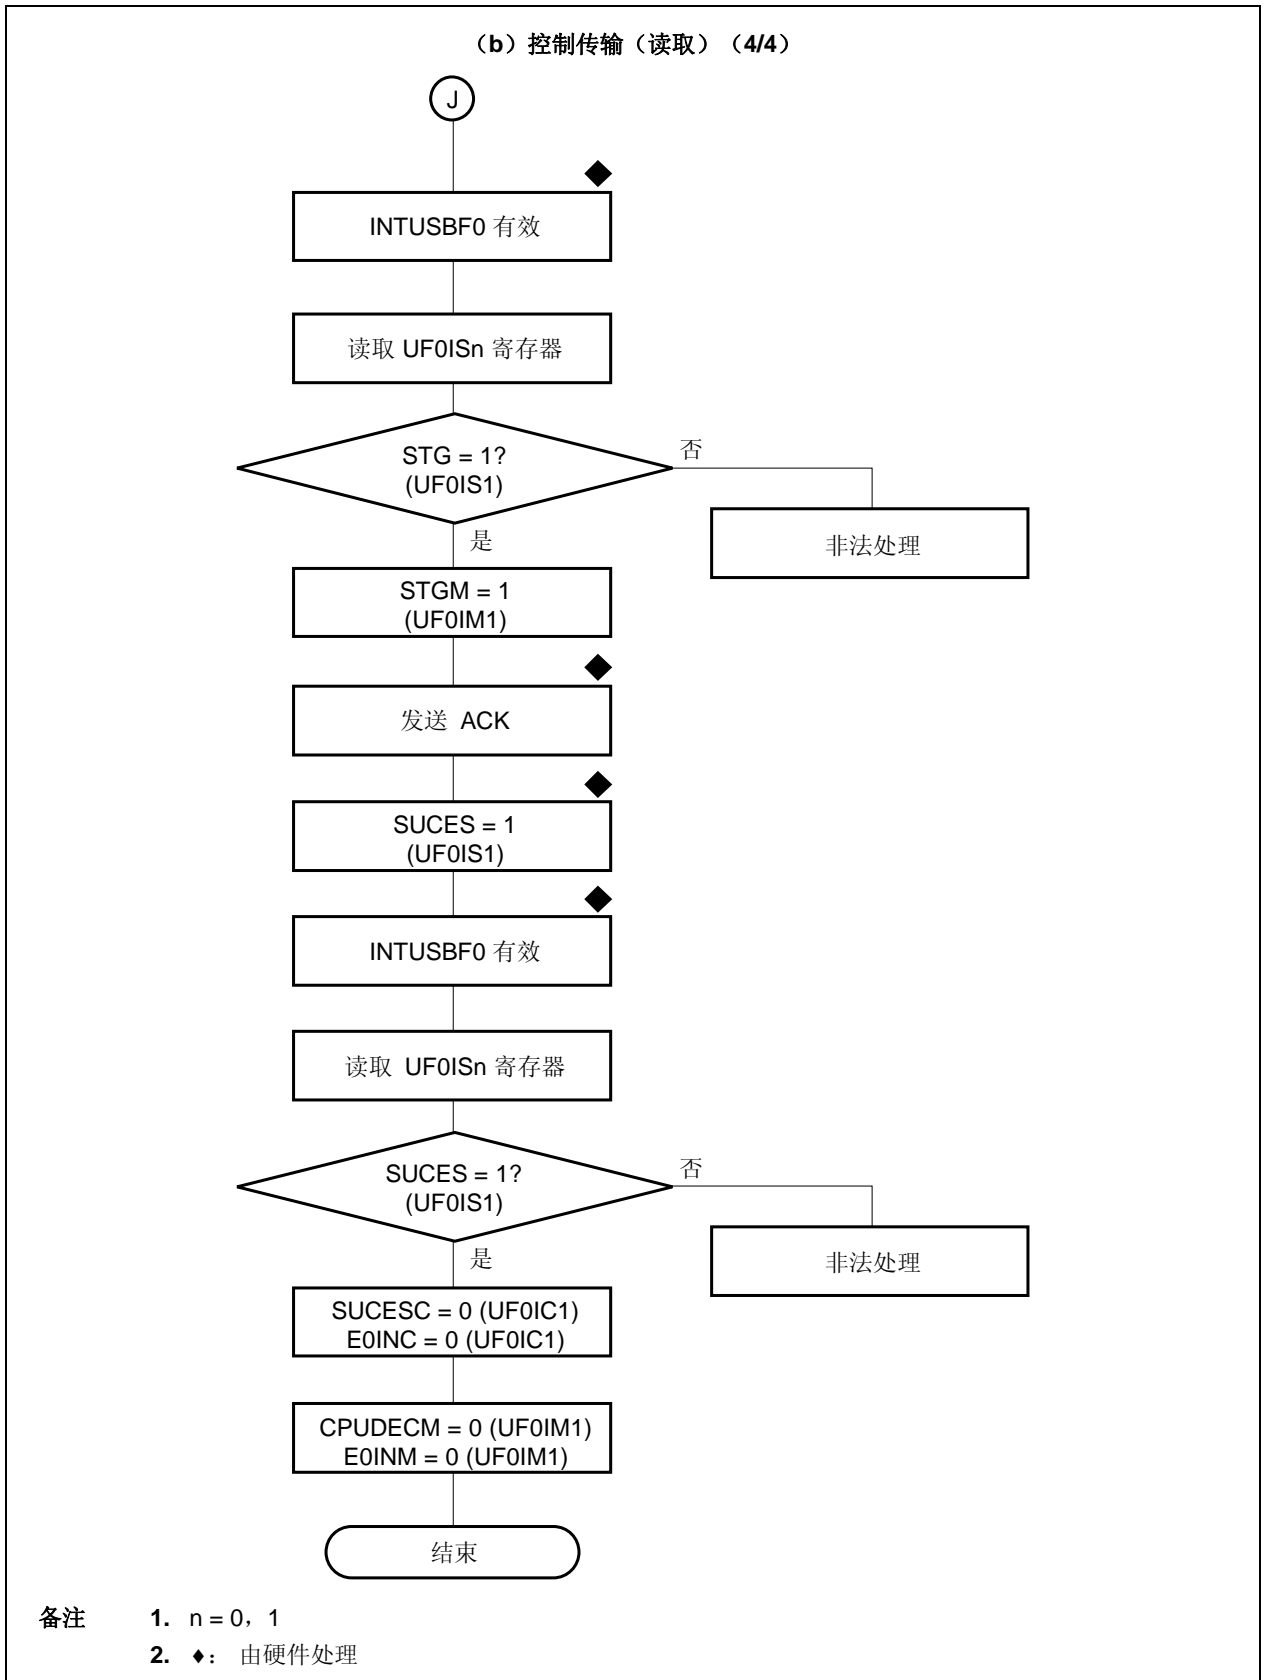 （b）控制传输（读取）（4/4）
J
INTUSBF0 有效
读取 UF0ISn 寄存器
STG = 1?
(UF0IS1)
否
非法处理
是
STGM = 1
(UF0IM1)
发送 ACK
SUCES = 1
(UF0IS1)
INTUSBF0 有效
读取 UF0ISn 寄存器
SUCES = 1?
(UF0IS1)
否
非法处理
是
SUCESC = 0 (UF0IC1)
E0INC = 0 (UF0IC1)
CPUDECM = 0 (UF0IM1)
E0INM = 0 (UF0IM1)
结束
备注 1. n = 0，1
2. ♦： 由硬件处理